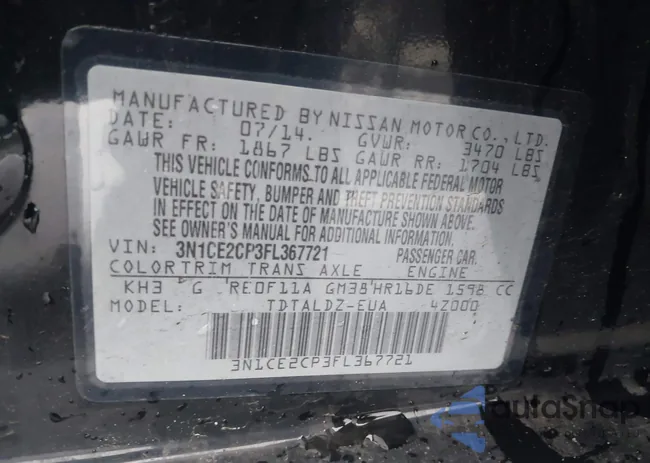 MANUFACTURED BY NISSAN MOTOR CO., LTD.
DATE: 07/14. GVWR: 3470 LBS
GAWR FR: 1867 LBS GAWR RR: 1704 LBS
THIS VEHICLE CONFORMS TO ALL APPLICABLE FEDERAL MOTOR
VEHICLE SAFETY, BUMPER AND THEFT PREVENTION STANDARDS
IN EFFECT ON THE DATE OF MANUFACTURE SHOWN ABOVE.
SEE OWNER'S MANUAL FOR ADDITIONAL INFORMATION.
VIN: 3N1CE2CP3FL367721 PASSENGER CAR.
COLOR TRIM TRANS AXLE ENGINE
KH3 G RE0F11A GM38 HR16DE 1598 CC
MODEL: TDTALDZ-EUA 4Z000
3N1CE2CP3FL367721
AutaSnap